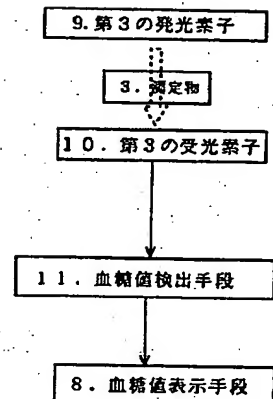 9.第3の発光素子
3.測定物
10.第3の受光素子
11.血糖値検出手段
8.血糖値表示手段